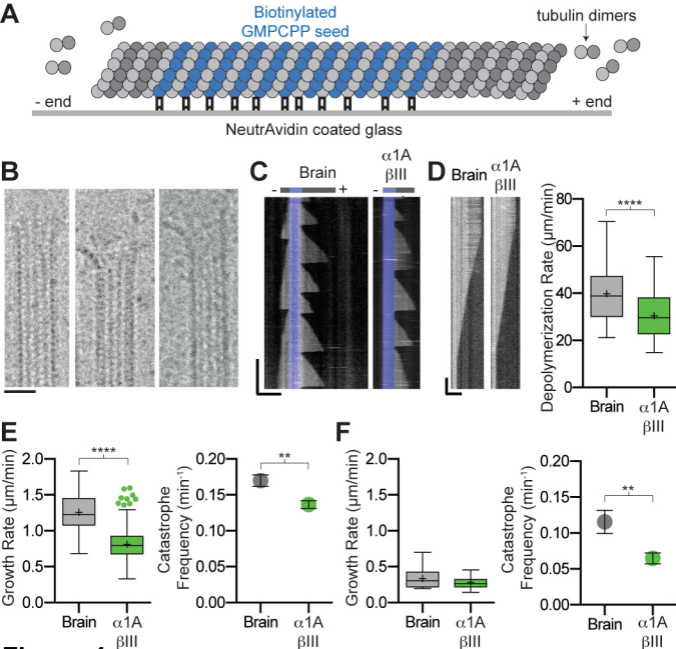 A
Biotinylated
GMPCPP seed
tubulin dimers
- end
+ end
NeutrAvidin coated glass
B
C
Brain
α1A
βIII
-
+
-
D
Brain
α1A
βIII
Depolymerization Rate (μm/min)
80
60
40
20
0
****
Brain
α1A
βIII
E
Growth Rate (μm/min)
2.0
1.5
1.0
0.5
0.0
****
Brain
α1A
βIII
Catastrophe
Frequency (min⁻¹)
0.20
0.15
0.10
0.05
0.00
**
Brain
α1A
βIII
F
Growth Rate (μm/min)
2.0
1.5
1.0
0.5
0.0
Brain
α1A
βIII
Catastrophe
Frequency (min⁻¹)
0.20
0.15
0.10
0.05
0.00
**
Brain
α1A
βIII